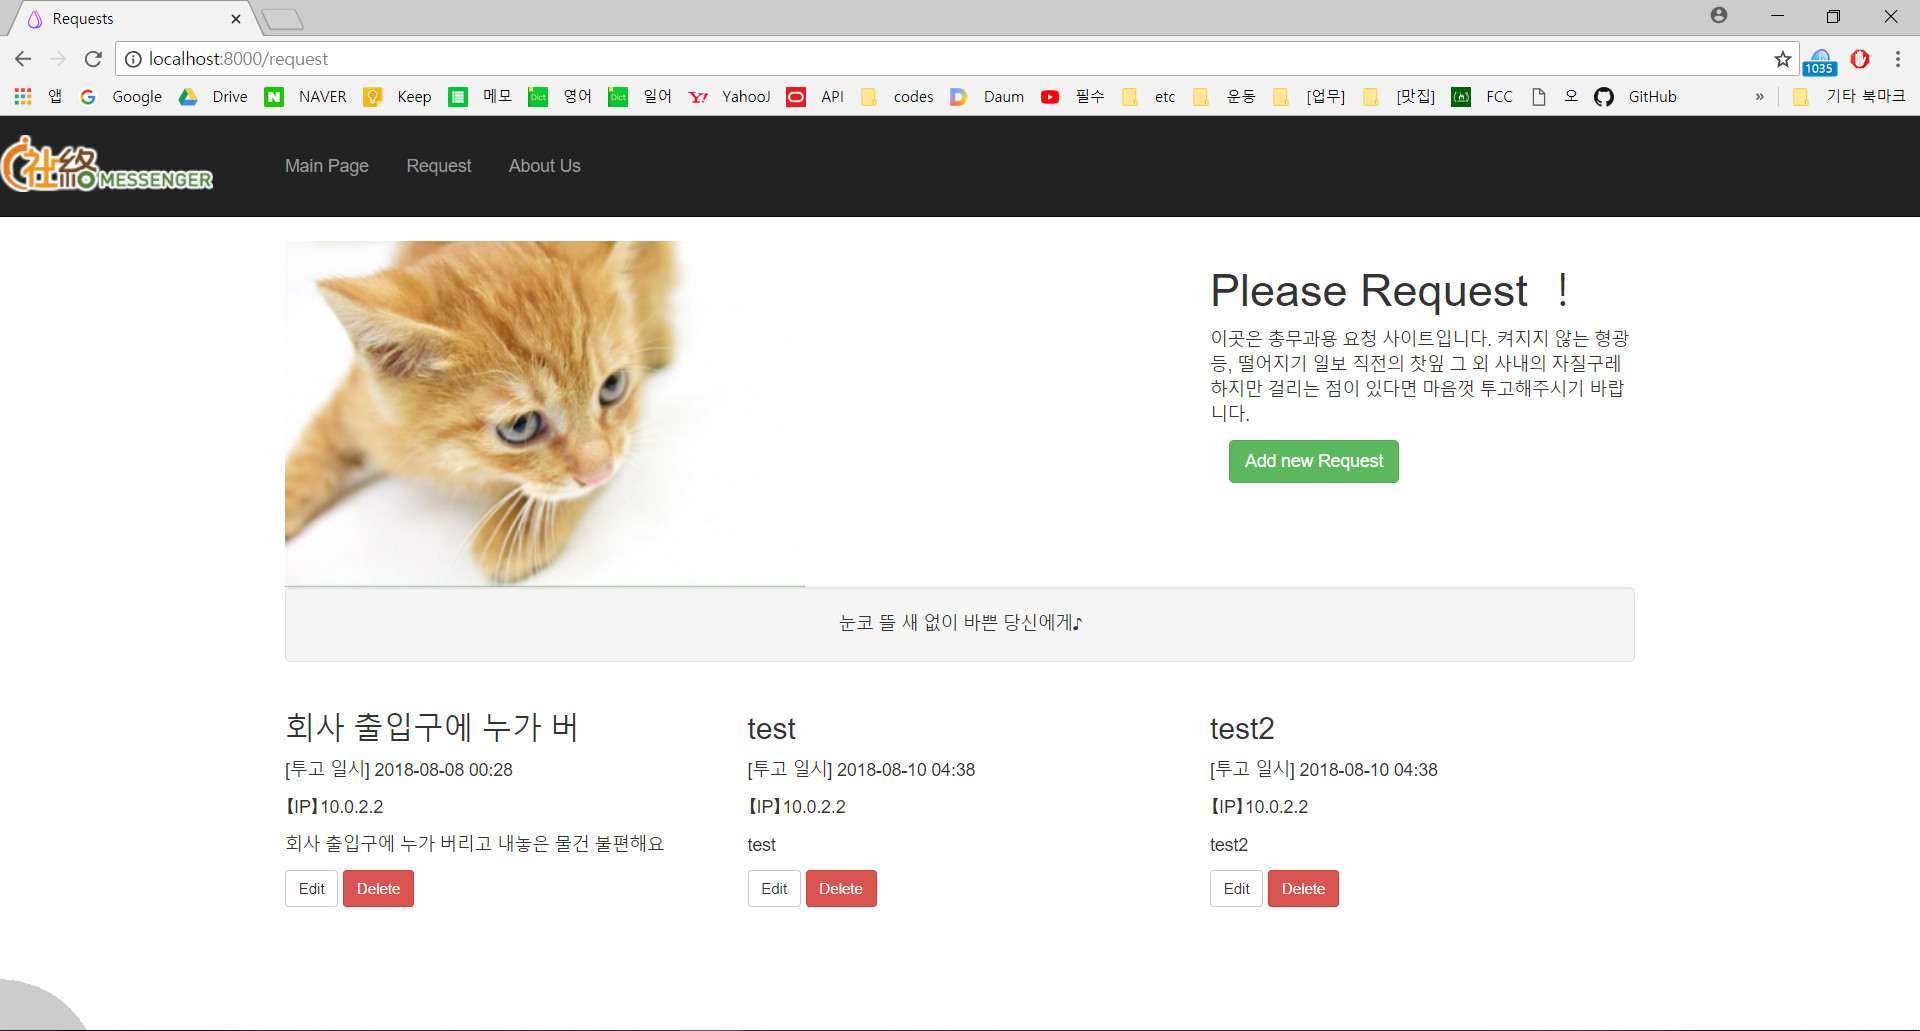 Requests
localhost:8000/request
1035
앱 Google Drive NAVER Keep 메모 Dict 영어 Dict 일어 YahooJ API codes Daum 필수 etc 운동 [업무] [맛집] FCC 오 GitHub » 기타 북마크
社絡 MESSENGER
Main Page Request About Us
Please Request !
이곳은 총무과용 요청 사이트입니다. 켜지지 않는 형광
등, 떨어지기 일보 직전의 찻잎 그 외 사내의 자질구레
하지만 걸리는 점이 있다면 마음껏 투고해주시기 바랍
니다.
Add new Request
눈코 뜰 새 없이 바쁜 당신에게♪
회사 출입구에 누가 버
[투고 일시] 2018-08-08 00:28
【IP】10.0.2.2
회사 출입구에 누가 버리고 내놓은 물건 불편해요
Edit Delete
test
[투고 일시] 2018-08-10 04:38
【IP】10.0.2.2
test
Edit Delete
test2
[투고 일시] 2018-08-10 04:38
【IP】10.0.2.2
test2
Edit Delete